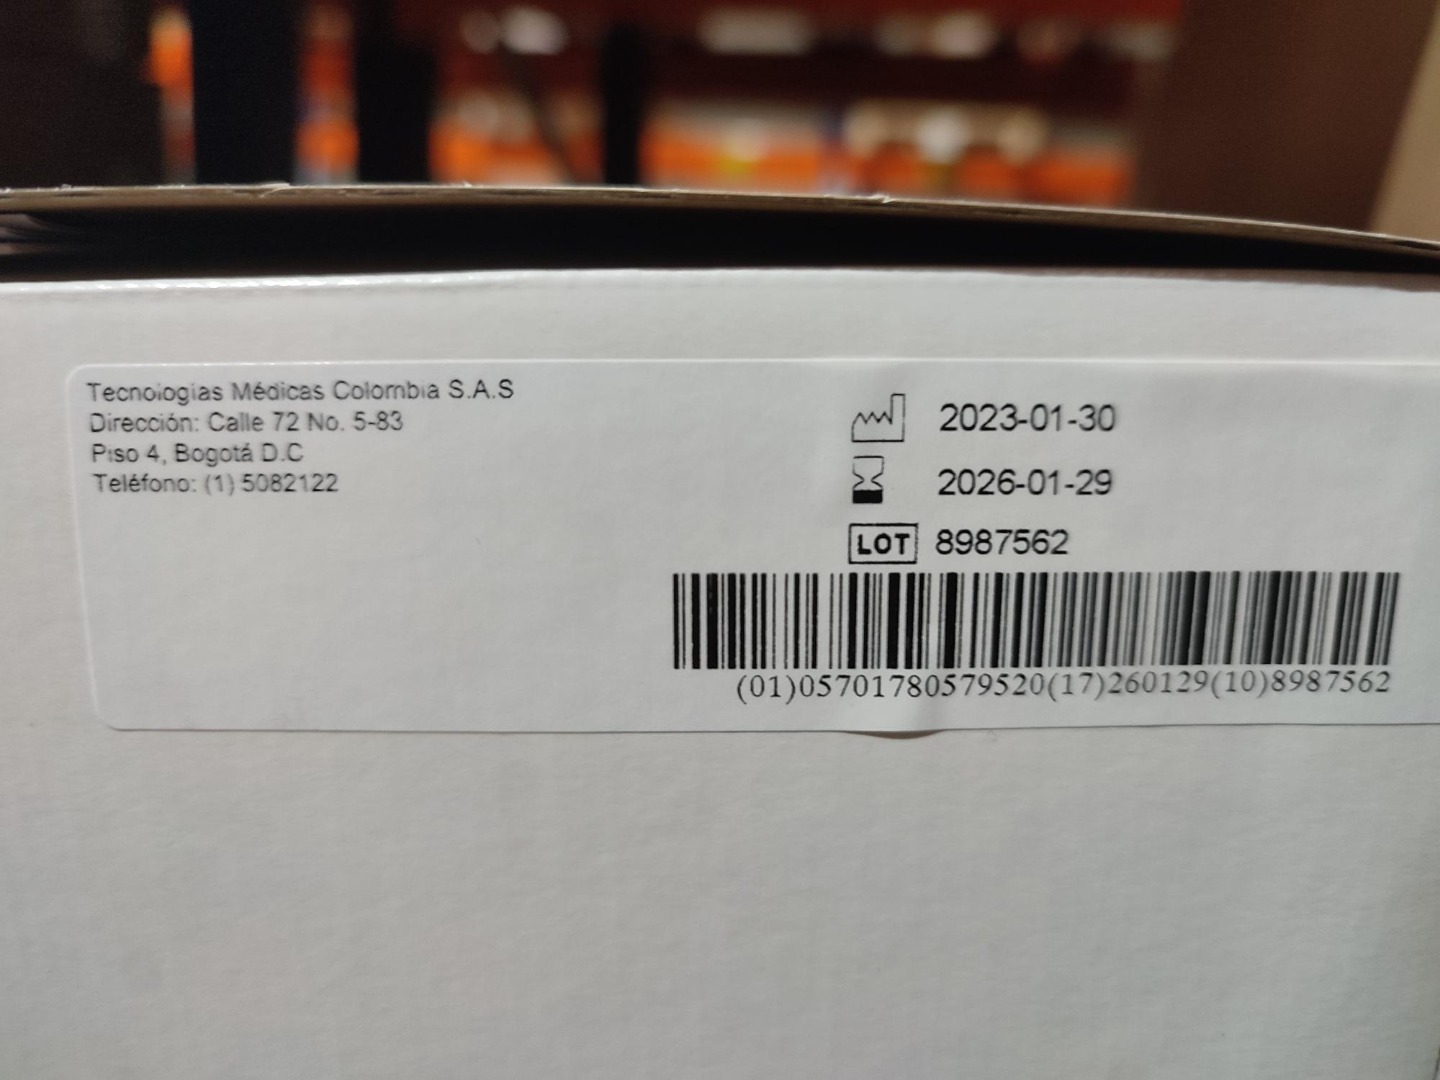 Tecnologías Médicas Colombia S.A.S
Dirección: Calle 72 No. 5-83
Piso 4, Bogotá D.C
Teléfono: (1) 5082122
2023-01-30
2026-01-29
LOT 8987562
(01)05701780579520(17)260129(10)8987562